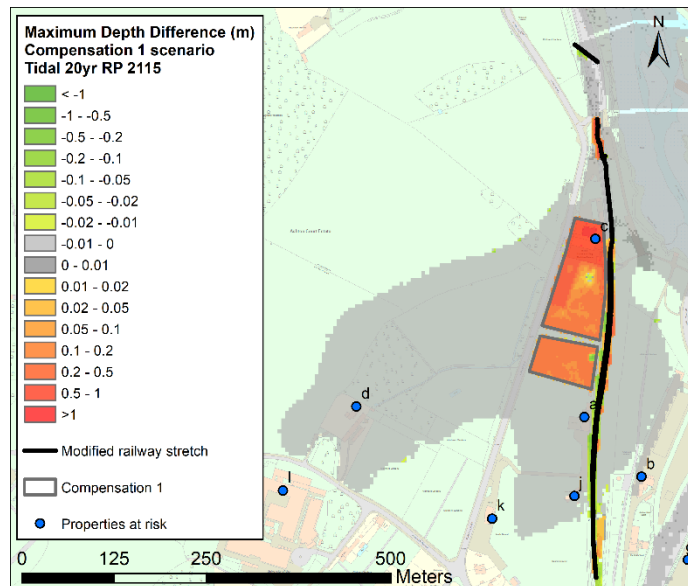 Maximum Depth Difference (m)
Compensation 1 scenario
Tidal 20yr RP 2115
< -1
-1 - -0.5
-0.5 - -0.2
-0.2 - -0.1
-0.1 - -0.05
-0.05 - -0.02
-0.02 - -0.01
-0.01 - 0
0 - 0.01
0.01 - 0.02
0.02 - 0.05
0.05 - 0.1
0.1 - 0.2
0.2 - 0.5
0.5 - 1
>1
Modified railway stretch
Compensation 1
Properties at risk
N
c
d
a
b
l
j
k
0 125 250 500
Meters